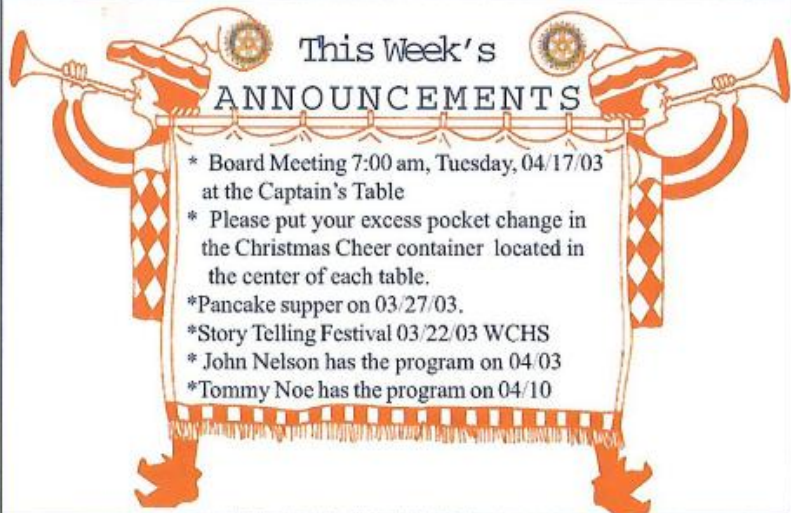 This Week's
ANNOUNCEMENTS
* Board Meeting 7:00 am, Tuesday, 04/17/03
at the Captain's Table
* Please put your excess pocket change in
the Christmas Cheer container located in
the center of each table.
*Pancake supper on 03/27/03.
*Story Telling Festival 03/22/03 WCHS
* John Nelson has the program on 04/03
*Tommy Noe has the program on 04/10